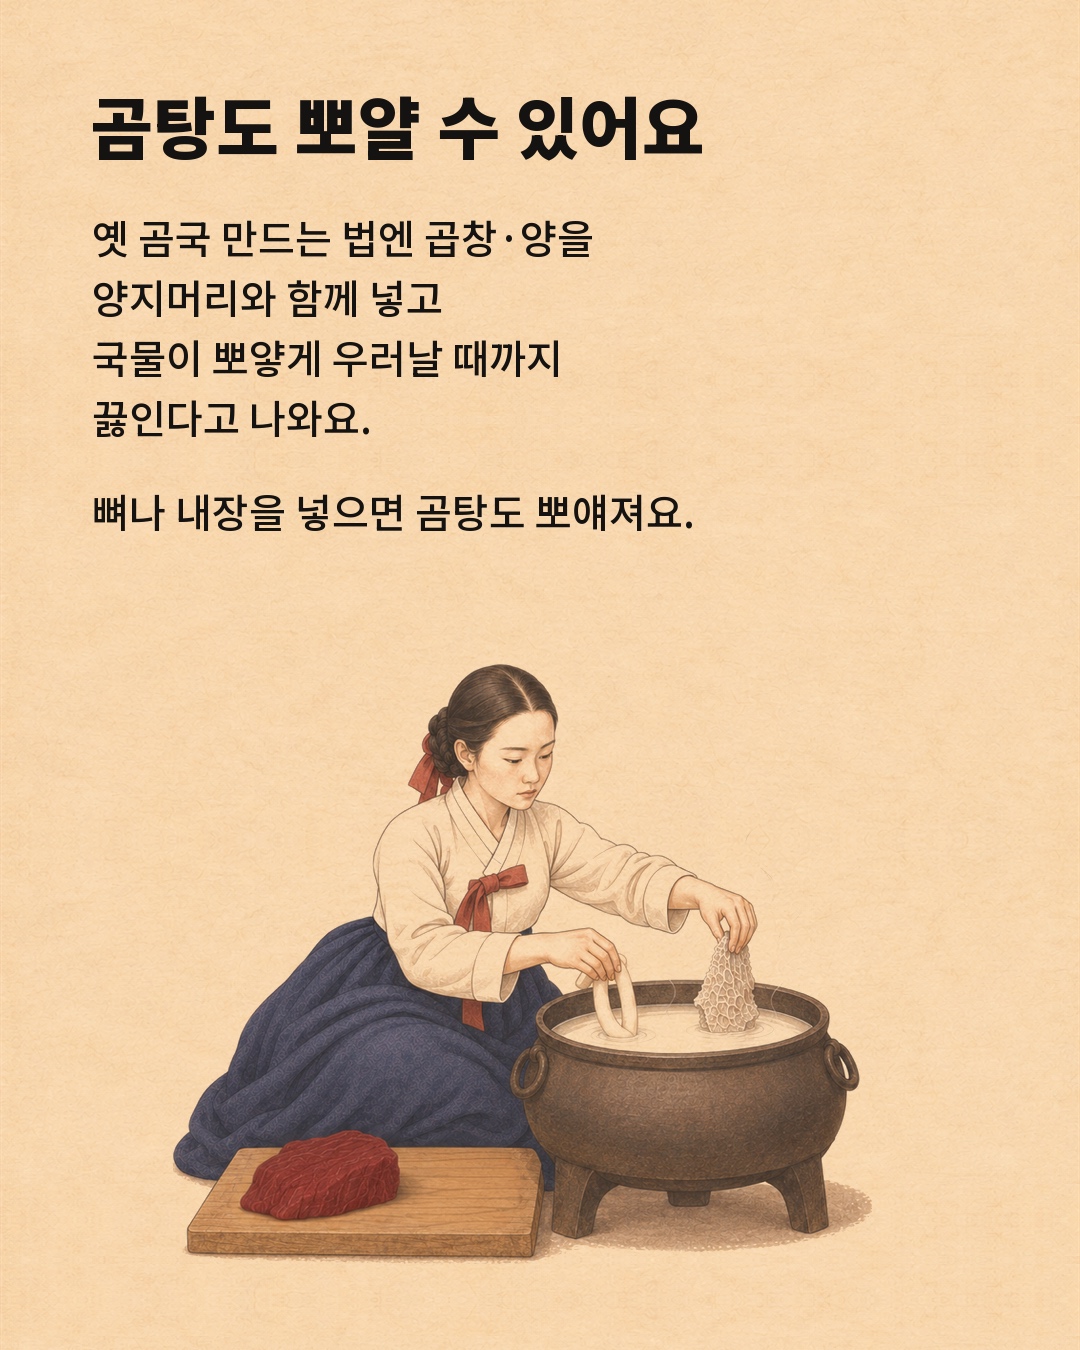 곰탕도 뽀얄 수 있어요
옛 곰국 만드는 법엔 곱창·양을
양지머리와 함께 넣고
국물이 뽀얗게 우러날 때까지
끓인다고 나와요.
뼈나 내장을 넣으면 곰탕도 뽀얘져요.